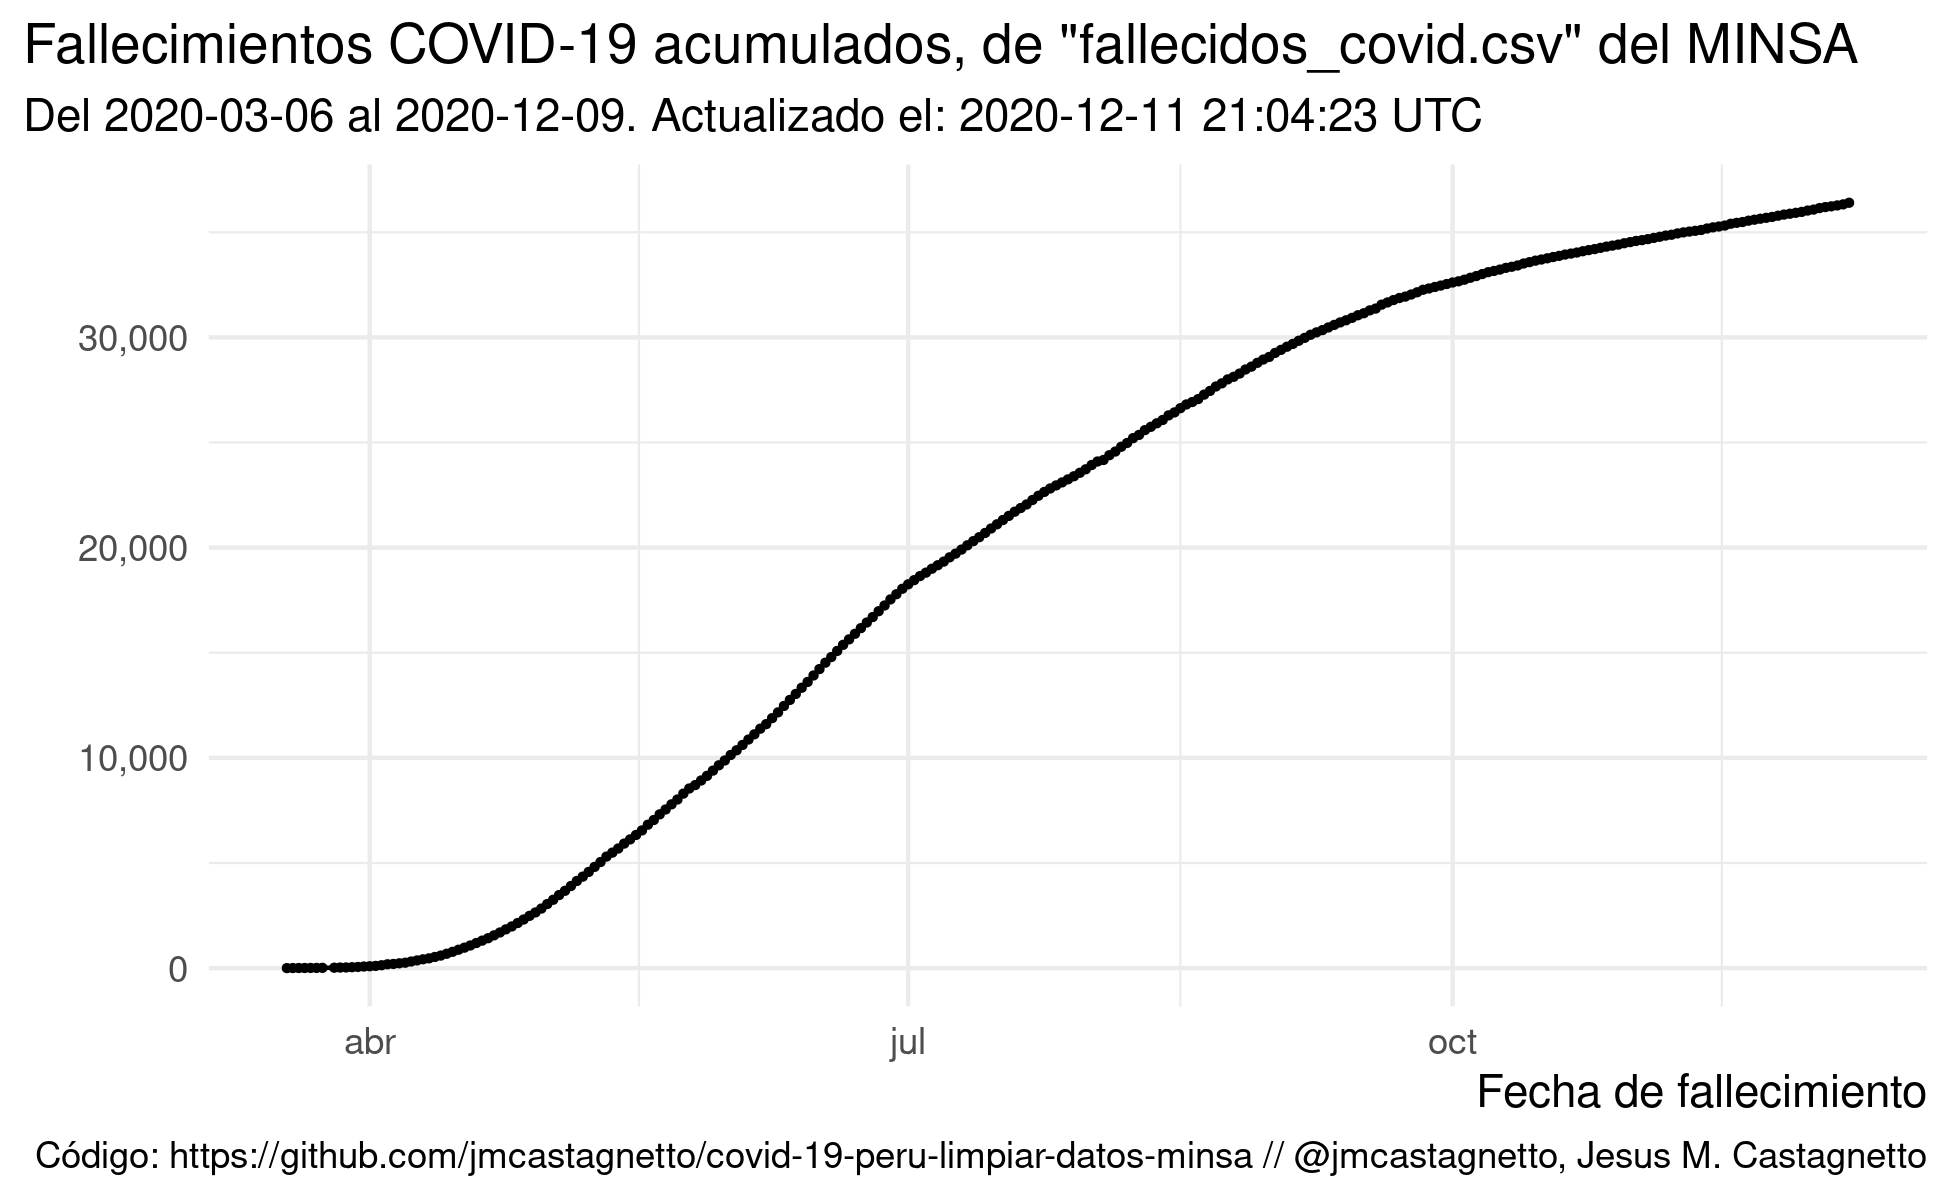 Fallecimientos COVID-19 acumulados, de "fallecidos_covid.csv" del MINSA
Del 2020-03-06 al 2020-12-09. Actualizado el: 2020-12-11 21:04:23 UTC
30,000
20,000
10,000
0
abr jul oct
Fecha de fallecimiento
Código: https://github.com/jmcastagnetto/covid-19-peru-limpiar-datos-minsa // @jmcastagnetto, Jesus M. Castagnetto